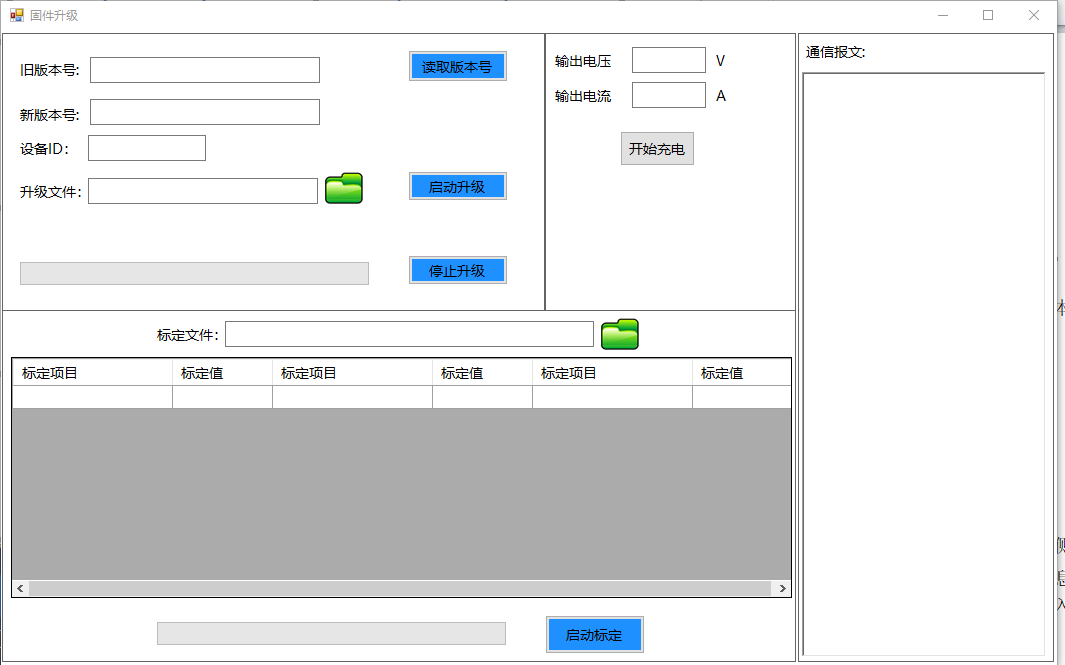 固件升级
旧版本号:
读取版本号
新版本号:
设备ID:
升级文件:
启动升级
停止升级
输出电压 V
输出电流 A
开始充电
通信报文:
标定文件:
标定项目 标定值 标定项目 标定值 标定项目 标定值
启动标定